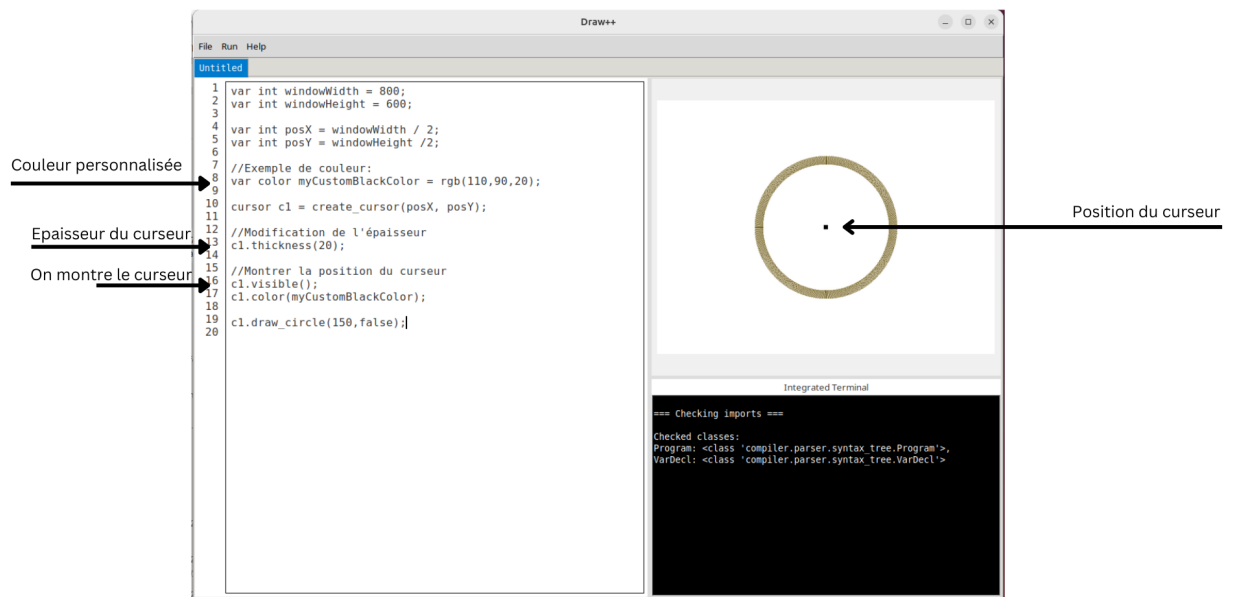 Draw++
File Run Help
Untitled
1 var int windowWidth = 800;
2 var int windowHeight = 600;
3
4 var int posX = windowWidth / 2;
5 var int posY = windowHeight /2;
6
7 //Exemple de couleur:
8 var color myCustomBlackColor = rgb(110,90,20);
9
10 cursor c1 = create_cursor(posX, posY);
11
12 //Modification de l'épaisseur
13 c1.thickness(20);
14
15 //Montrer la position du curseur
16 c1.visible();
17 c1.color(myCustomBlackColor);
18
19 c1.draw_circle(150,false);
20
Couleur personnalisée
Epaisseur du curseur
On montre le curseur
Position du curseur
Integrated Terminal
=== Checking imports ===
Checked classes:
Program: <class 'compiler.parser.syntax_tree.Program'>,
VarDecl: <class 'compiler.parser.syntax_tree.VarDecl'>